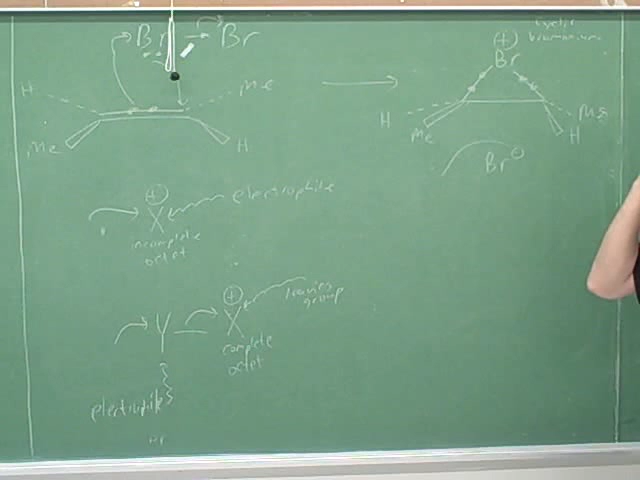 Br → Br
H Me
Me H
⊕
Br
cyclic
bromonium
H Me
Me H
Br⊖
⊕
X electrophile
incomplete
octet
⊕ leaving
group
Y — X
complete
octet
electrophile